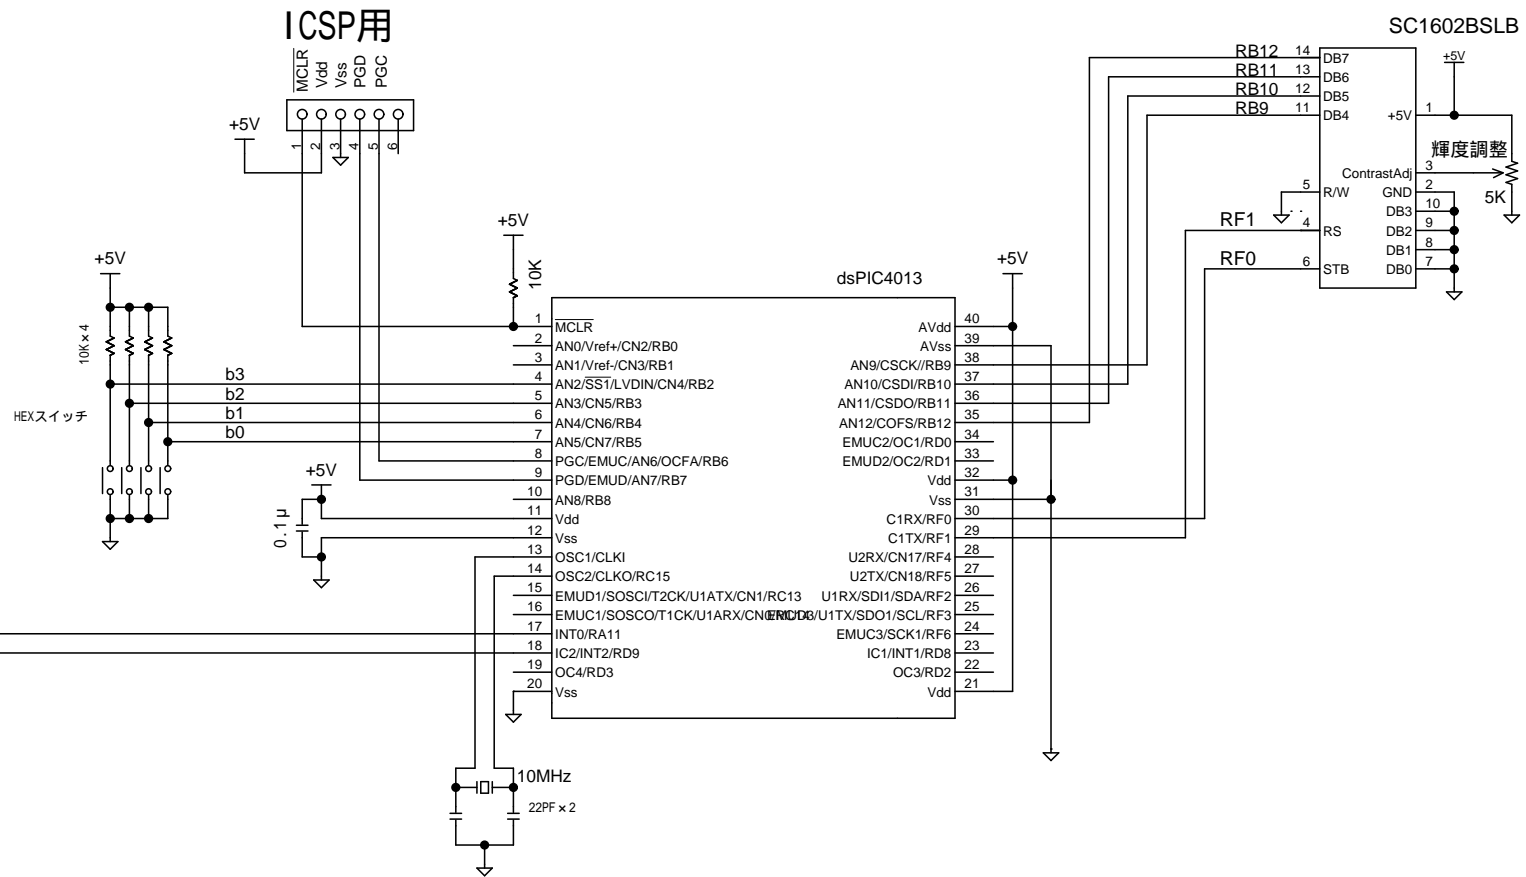 ICSP用
MCLR
Vdd
Vss
PGD
PGC
1
2
3
4
5
6
+5V
SC1602BSLB
RB12 14 DB7
RB11 13 DB6
RB10 12 DB5
RB9 11 DB4
+5V
+5V 1
輝度調整
ContrastAdj 3
5K
5 R/W
GND 2
DB3 10
RF1 4 RS
DB2 9
DB1 8
RF0 6 STB
DB0 7
+5V
10K
+5V
10K×4
HEXスイッチ
b3
b2
b1
b0
+5V
0.1μ
dsPIC4013
+5V
1 MCLR
2 AN0/Vref+/CN2/RB0
3 AN1/Vref-/CN3/RB1
4 AN2/SS1/LVDIN/CN4/RB2
5 AN3/CN5/RB3
6 AN4/CN6/RB4
7 AN5/CN7/RB5
8 PGC/EMUC/AN6/OCFA/RB6
9 PGD/EMUD/AN7/RB7
10 AN8/RB8
11 Vdd
12 Vss
13 OSC1/CLKI
14 OSC2/CLKO/RC15
15 EMUD1/SOSCI/T2CK/U1ATX/CN1/RC13
16 EMUC1/SOSCO/T1CK/U1ARX/CN0/RC14
17 INT0/RA11
18 IC2/INT2/RD9
19 OC4/RD3
20 Vss
AVdd 40
AVss 39
AN9/CSCK//RB9 38
AN10/CSDI/RB10 37
AN11/CSDO/RB11 36
AN12/COFS/RB12 35
EMUC2/OC1/RD0 34
EMUD2/OC2/RD1 33
Vdd 32
Vss 31
C1RX/RF0 30
C1TX/RF1 29
U2RX/CN17/RF4 28
U2TX/CN18/RF5 27
U1RX/SDI1/SDA/RF2 26
EMUD3/U1TX/SDO1/SCL/RF3 25
EMUC3/SCK1/RF6 24
IC1/INT1/RD8 23
OC3/RD2 22
Vdd 21
10MHz
22PF×2